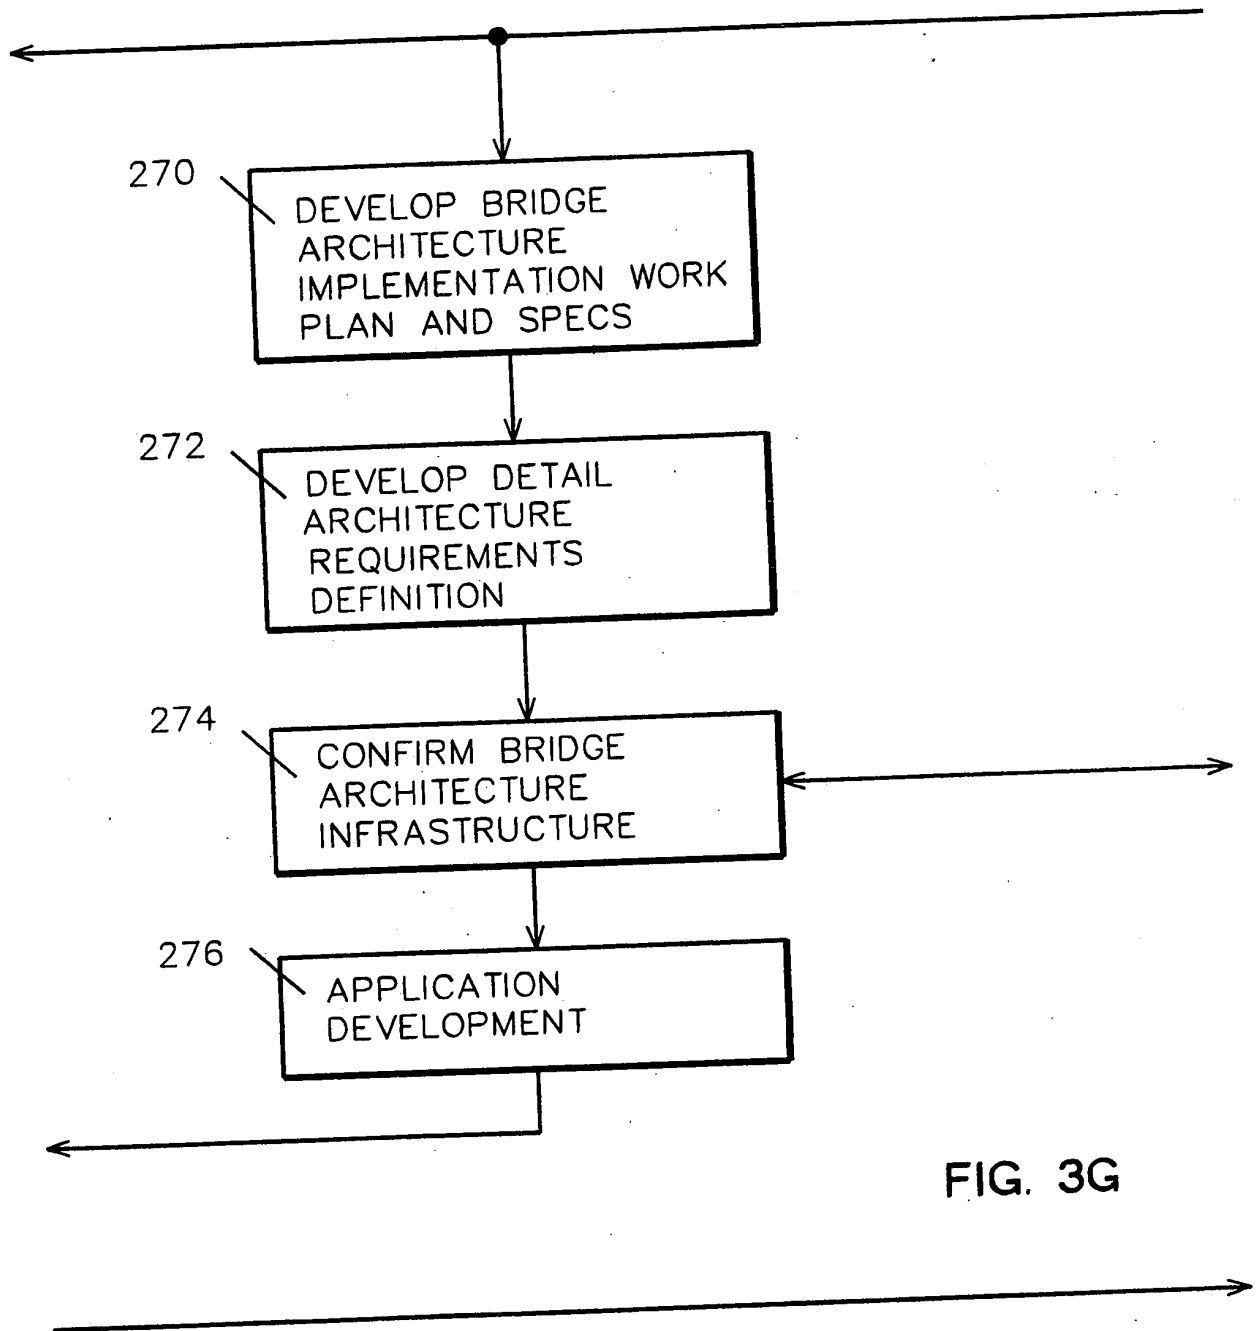 270
DEVELOP BRIDGE
ARCHITECTURE
IMPLEMENTATION WORK
PLAN AND SPECS
272
DEVELOP DETAIL
ARCHITECTURE
REQUIREMENTS
DEFINITION
274
CONFIRM BRIDGE
ARCHITECTURE
INFRASTRUCTURE
276
APPLICATION
DEVELOPMENT
FIG. 3G